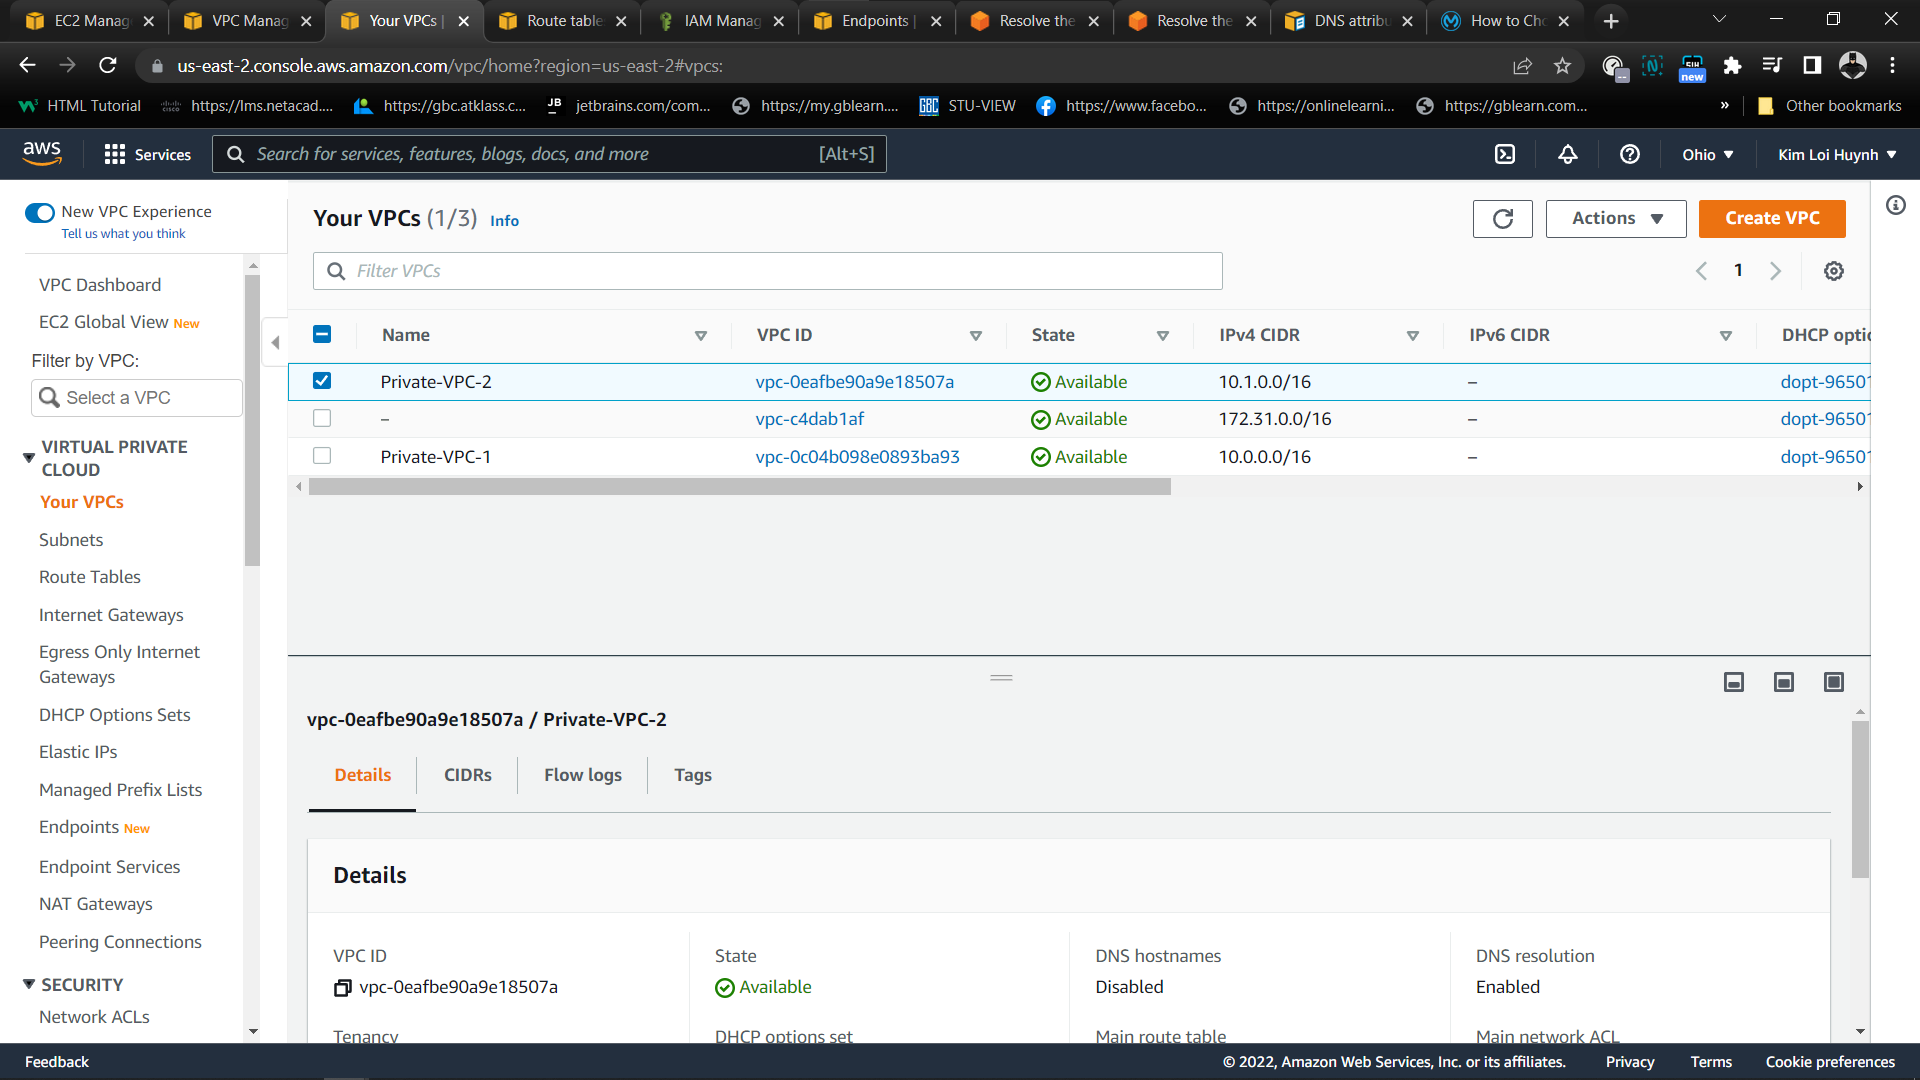 EC2 Manag
VPC Manag
Your VPCs |
Route table
IAM Manag
Endpoints |
Resolve the
Resolve the
DNS attribu
How to Ch
us-east-2.console.aws.amazon.com/vpc/home?region=us-east-2#vpcs:
new
HTML Tutorial
https://lms.netacad....
https://gbc.atklass.c...
JB
jetbrains.com/com...
https://my.gblearn....
GBC
STU-VIEW
https://www.facebo...
https://onlinelearni...
https://gblearn.com...
»
Other bookmarks
aws
Services
Search for services, features, blogs, docs, and more
[Alt+S]
Ohio
Kim Loi Huynh
New VPC Experience
Tell us what you think
VPC Dashboard
EC2 Global View New
Filter by VPC:
Select a VPC
VIRTUAL PRIVATE
CLOUD
Your VPCs
Subnets
Route Tables
Internet Gateways
Egress Only Internet
Gateways
DHCP Options Sets
Elastic IPs
Managed Prefix Lists
Endpoints New
Endpoint Services
NAT Gateways
Peering Connections
SECURITY
Network ACLs
Your VPCs (1/3) Info
Actions
Create VPC
Filter VPCs
1
Name VPC ID State IPv4 CIDR IPv6 CIDR DHCP optio
Private-VPC-2 vpc-0eafbe90a9e18507a Available 10.1.0.0/16 – dopt-96501
– vpc-c4dab1af Available 172.31.0.0/16 – dopt-96501
Private-VPC-1 vpc-0c04b098e0893ba93 Available 10.0.0.0/16 – dopt-96501
vpc-0eafbe90a9e18507a / Private-VPC-2
Details CIDRs Flow logs Tags
Details
VPC ID State DNS hostnames DNS resolution
vpc-0eafbe90a9e18507a Available Disabled Enabled
Tenancy DHCP options set Main route table Main network ACL
Feedback
© 2022, Amazon Web Services, Inc. or its affiliates. Privacy Terms Cookie preferences